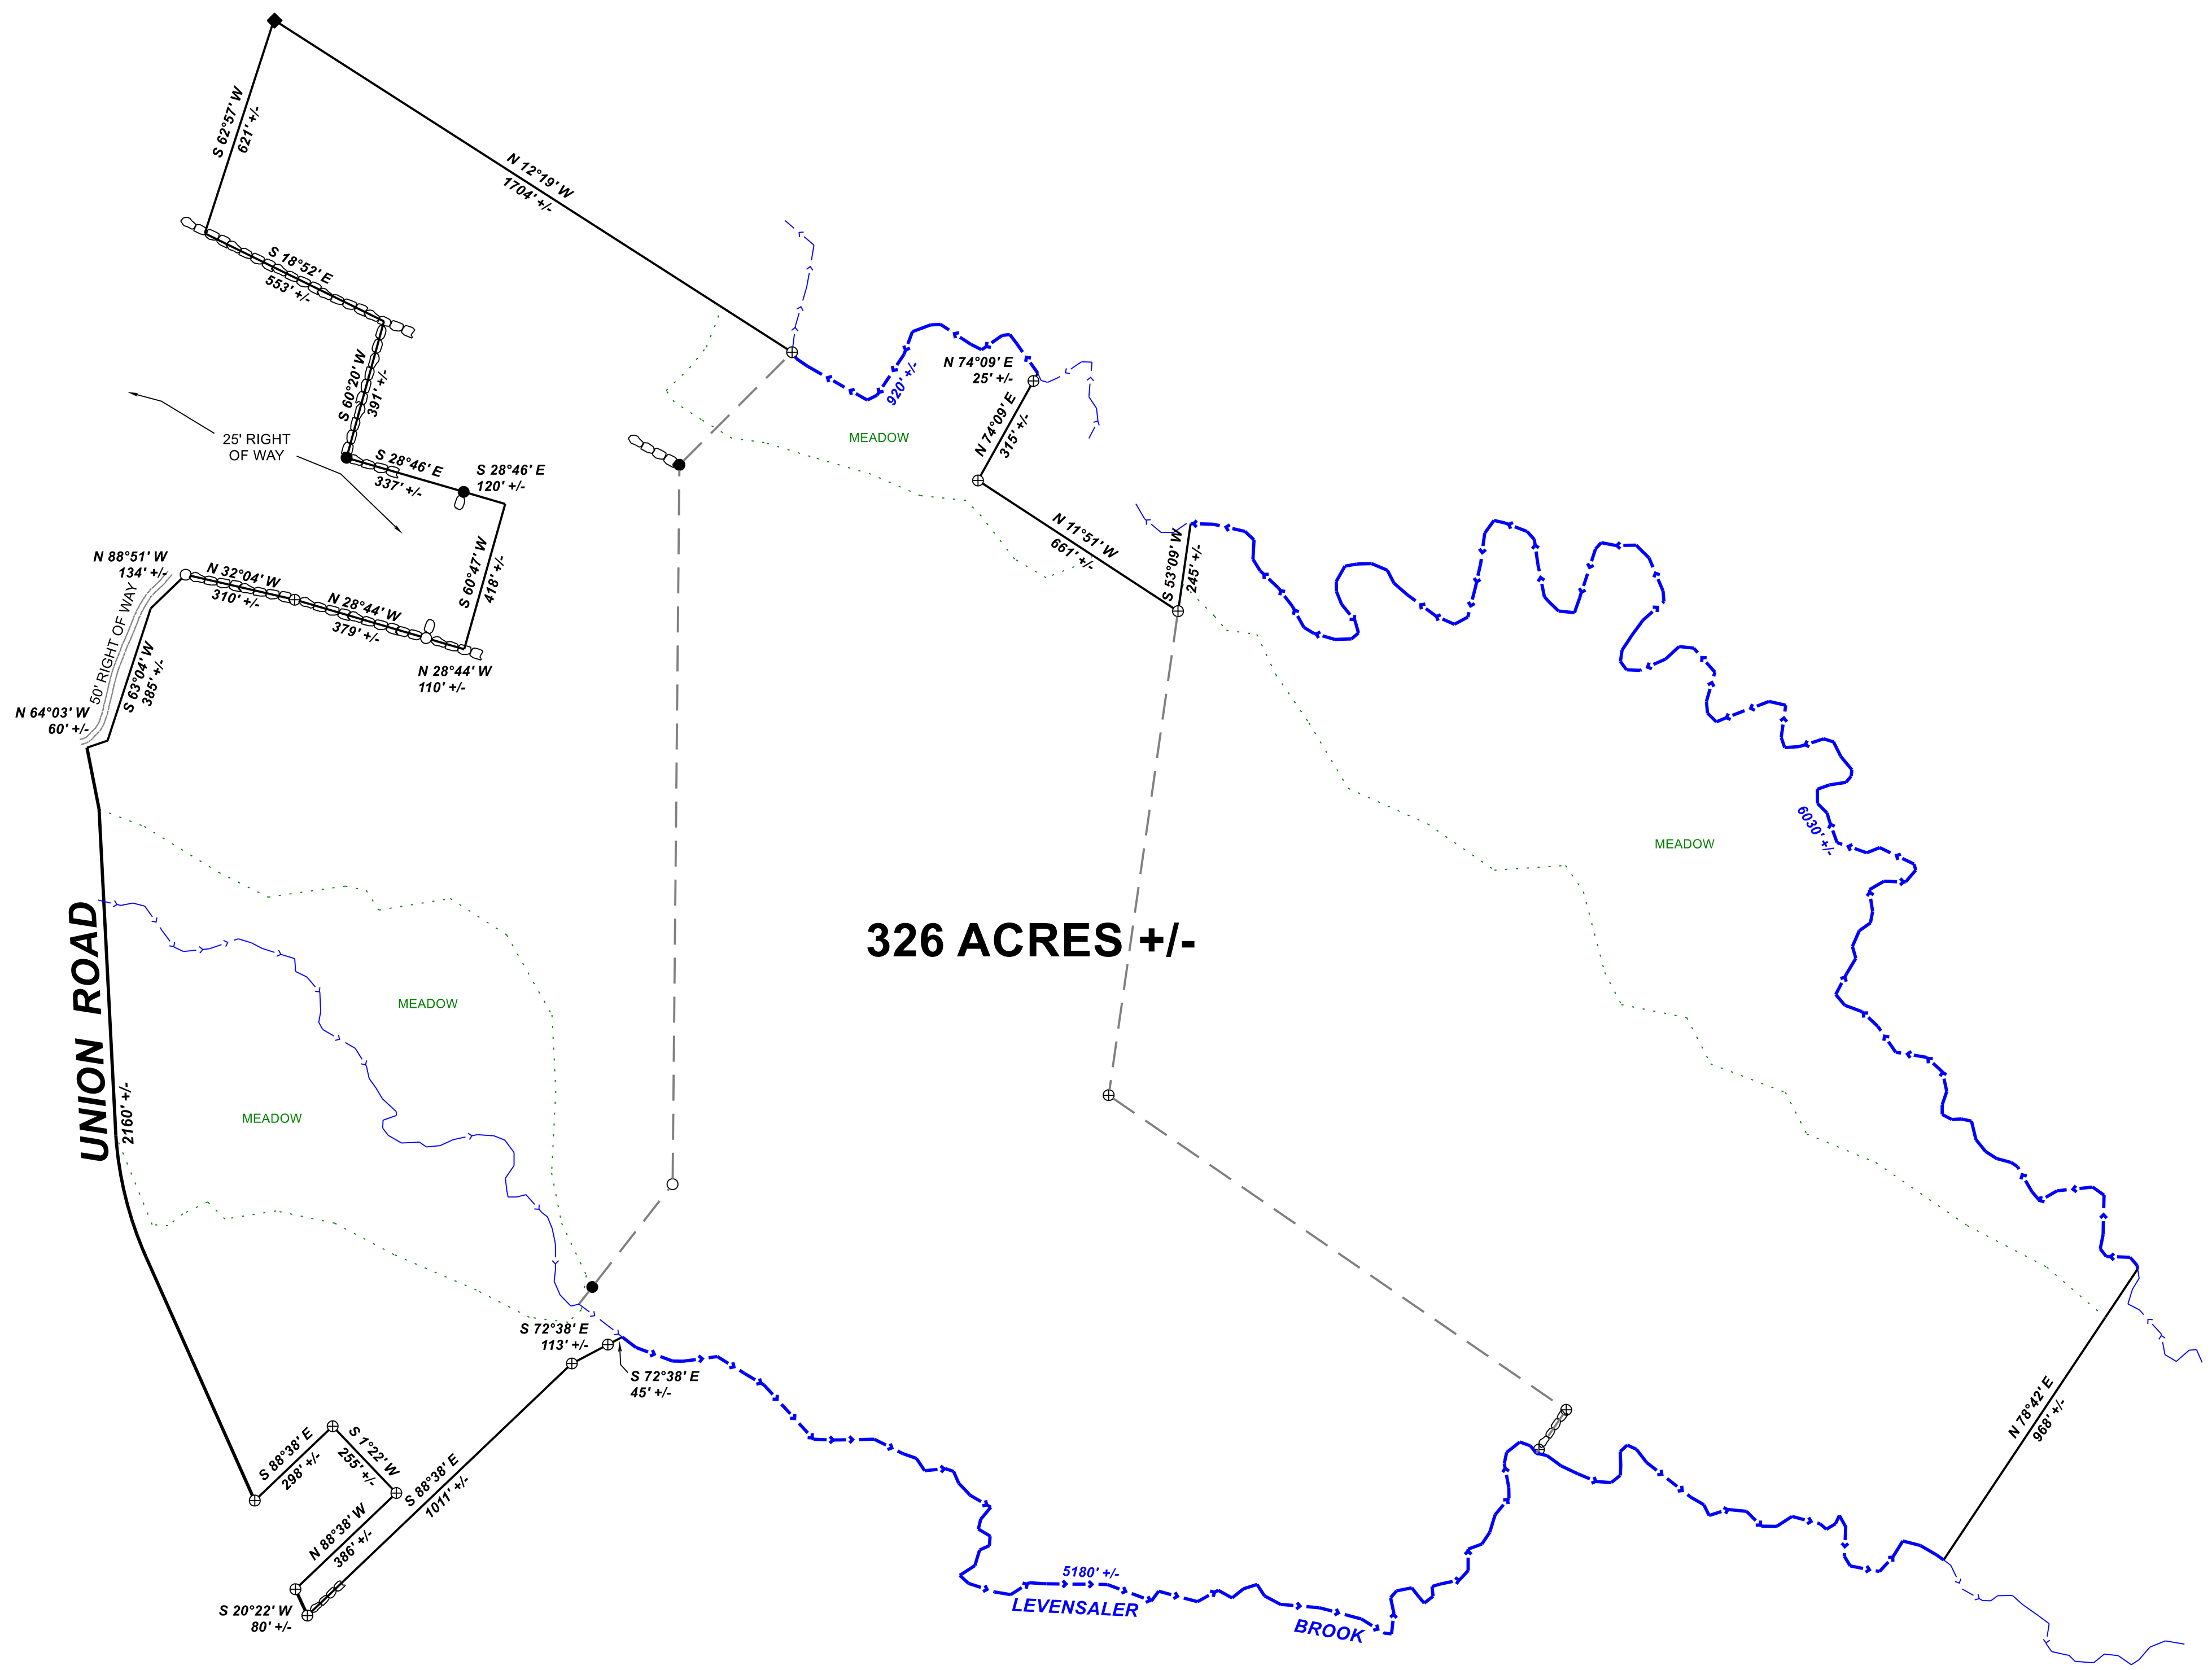 S 62°57' W
621' +/-
N 12°19' W
1704' +/-
S 18°52' E
553' +/-
S 60°20' W
391' +/-
25' RIGHT
OF WAY
S 28°46' E
337' +/-
S 28°46' E
120' +/-
920' +/-
N 74°09' E
25' +/-
N 74°09' E
315' +/-
MEADOW
N 11°51' W
661' +/-
S 53°09' W
245' +/-
N 88°51' W
134' +/-
N 32°04' W
310' +/-
N 28°44' W
379' +/-
S 60°47' W
418' +/-
N 28°44' W
110' +/-
50' RIGHT OF WAY
S 63°04' W
385' +/-
N 64°03' W
60' +/-
6030' +/-
MEADOW
326 ACRES +/-
UNION ROAD
2160' +/-
MEADOW
MEADOW
S 72°38' E
113' +/-
S 72°38' E
45' +/-
N 78°42' E
968' +/-
S 88°38' E
298' +/-
S 1°22' W
255' +/-
S 88°38' E
1011' +/-
N 88°38' W
386' +/-
S 20°22' W
80' +/-
5180' +/-
LEVENSALER
BROOK